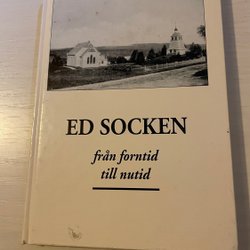 ED SOCKEN
från forntid
till nutid